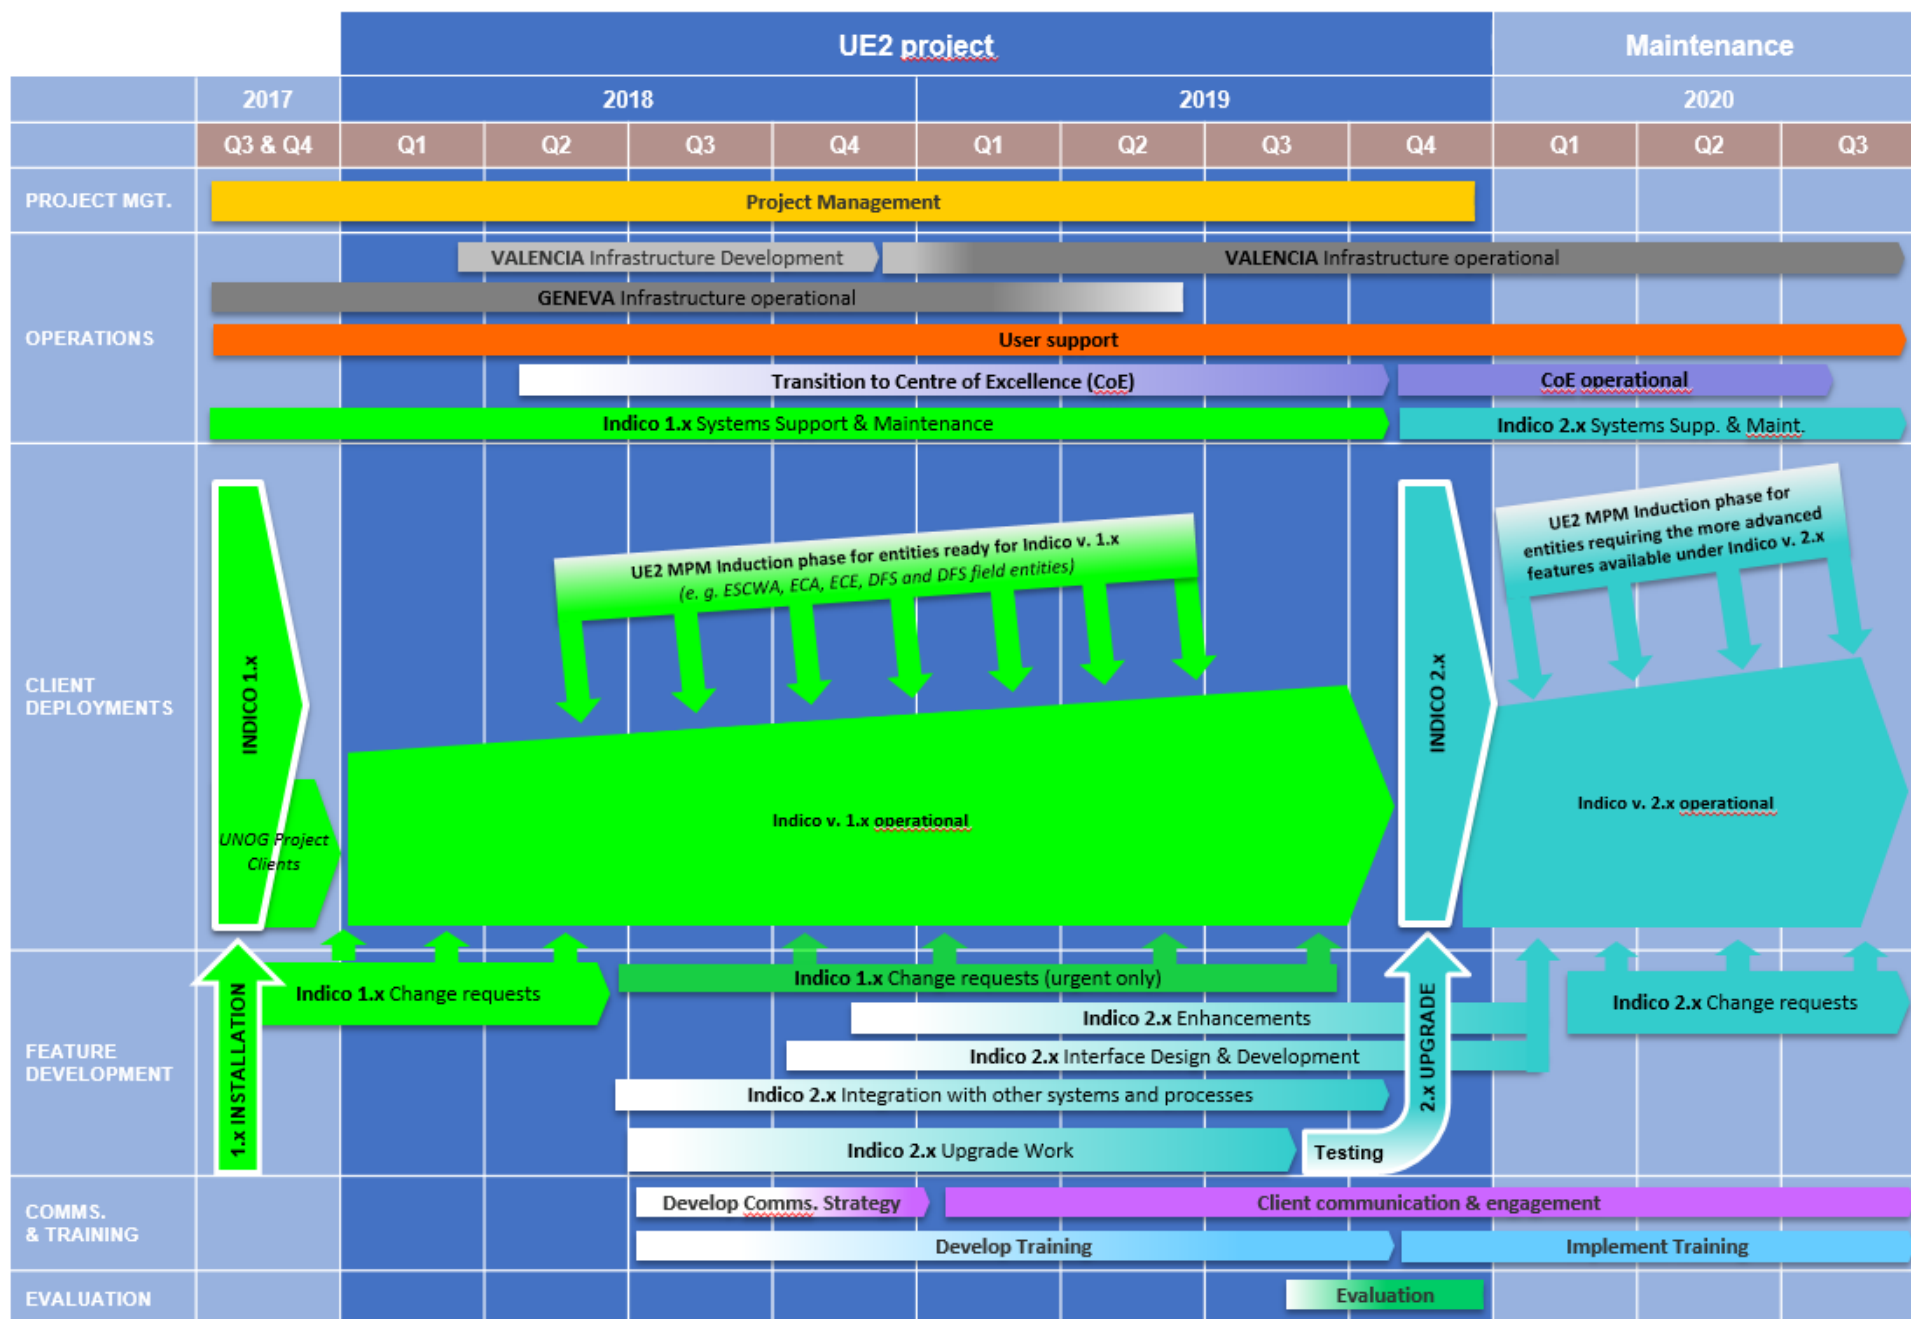 UE2 project
Maintenance
2017
2018
2019
2020
Q3 & Q4
Q1
Q2
Q3
Q4
Q1
Q2
Q3
Q4
Q1
Q2
Q3
PROJECT MGT.
Project Management
OPERATIONS
VALENCIA Infrastructure Development
VALENCIA Infrastructure operational
GENEVA Infrastructure operational
User support
Transition to Centre of Excellence (CoE)
CoE operational
Indico 1.x Systems Support & Maintenance
Indico 2.x Systems Supp. & Maint.
CLIENT
DEPLOYMENTS
INDICO 1.x
UNOG Project
Clients
UE2 MPM Induction phase for entities ready for Indico v. 1.x
(e. g. ESCWA, ECA, ECE, DFS and DFS field entities)
Indico v. 1.x operational
INDICO 2.x
UE2 MPM Induction phase for
entities requiring the more advanced
features available under Indico v. 2.x
Indico v. 2.x operational
FEATURE
DEVELOPMENT
1.x INSTALLATION
Indico 1.x Change requests
Indico 1.x Change requests (urgent only)
Indico 2.x Enhancements
Indico 2.x Interface Design & Development
Indico 2.x Integration with other systems and processes
Indico 2.x Upgrade Work
Testing
2.x UPGRADE
Indico 2.x Change requests
COMMS.
& TRAINING
Develop Comms. Strategy
Client communication & engagement
Develop Training
Implement Training
EVALUATION
Evaluation